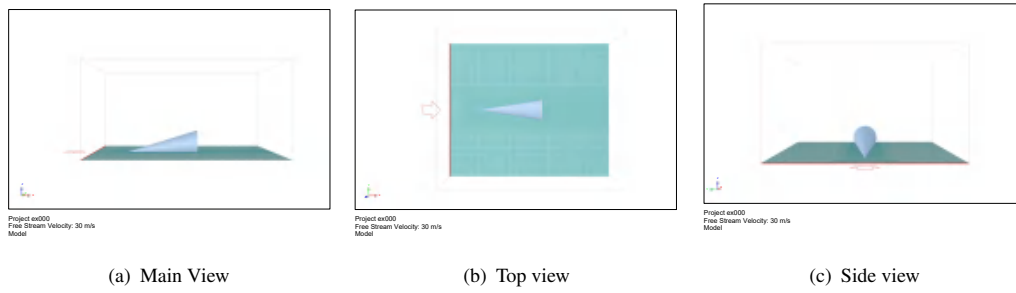 Project ex000
Free Stream Velocity: 30 m/s
Model
(a) Main View
Project ex000
Free Stream Velocity: 30 m/s
Model
(b) Top view
Project ex000
Free Stream Velocity: 30 m/s
Model
(c) Side view